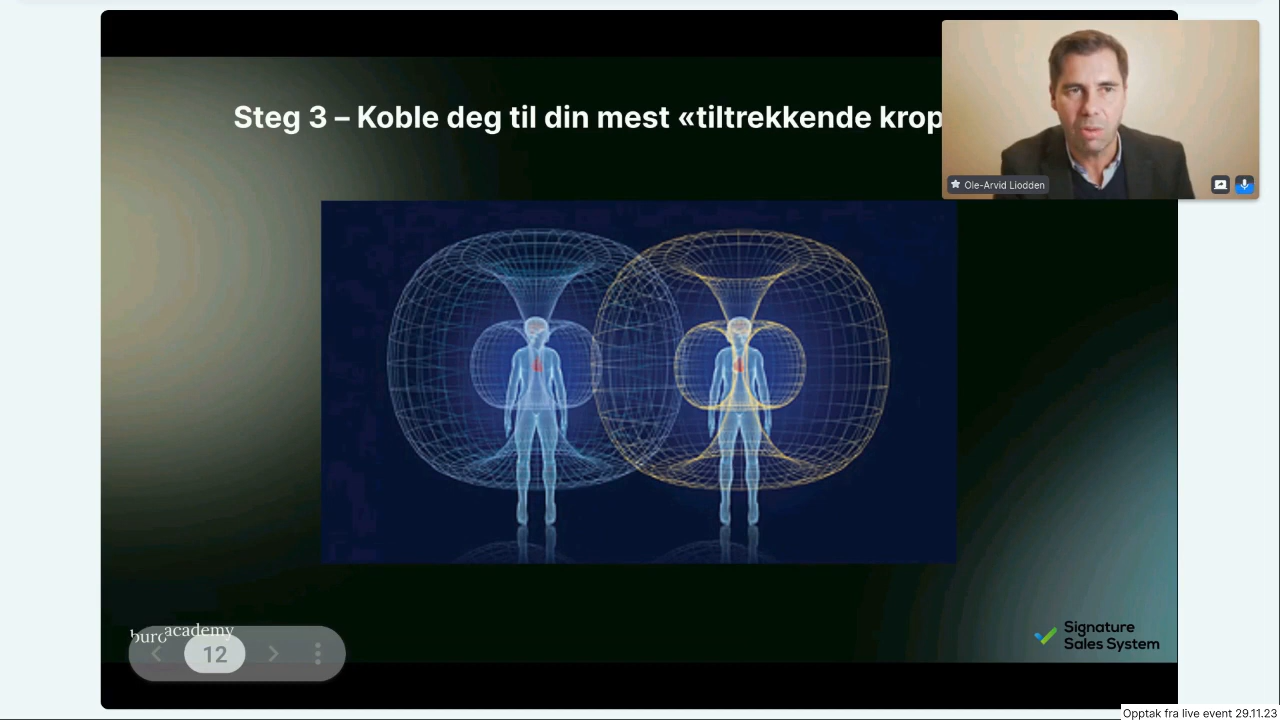 Steg 3 – Koble deg til din mest «tiltrekkende krop
Ole-Arvid Liodden
academy
12
Signature
Sales System
Opptak fra live event 29.11.23